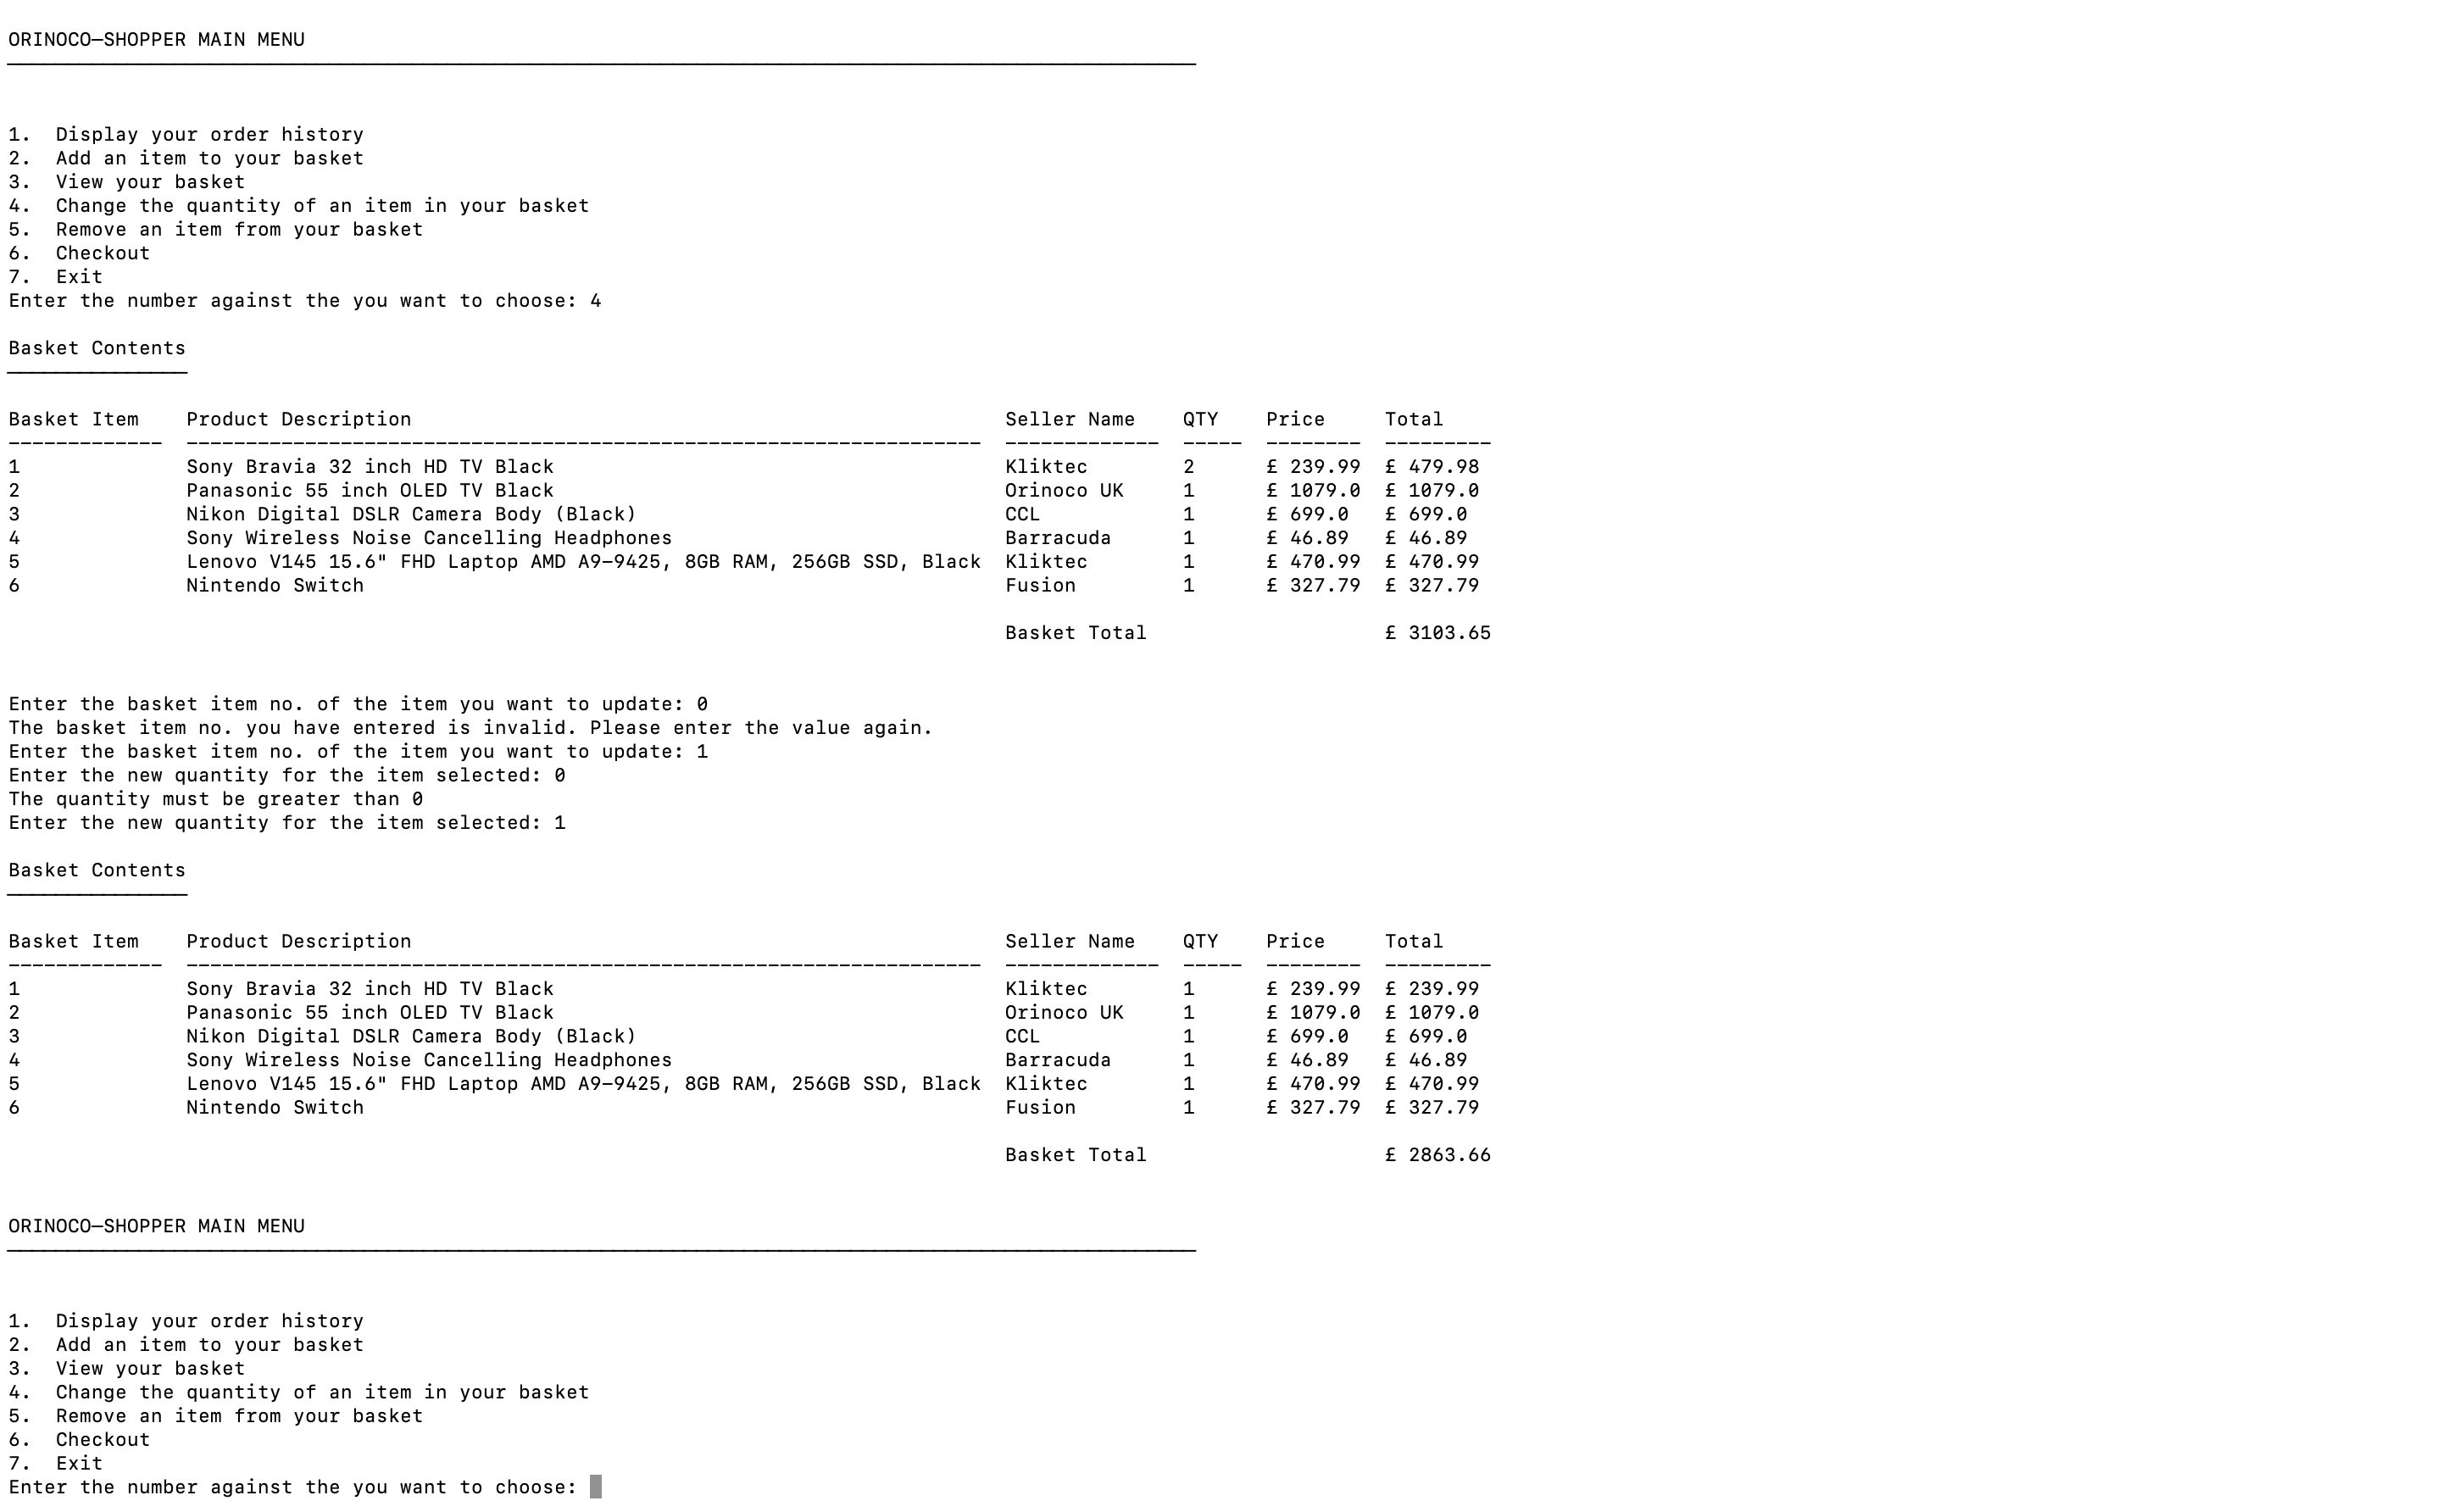 ORINOCO—SHOPPER MAIN MENU
1.  Display your order history
2.  Add an item to your basket
3.  View your basket
4.  Change the quantity of an item in your basket
5.  Remove an item from your basket
6.  Checkout
7.  Exit
Enter the number against the you want to choose: 4
Basket Contents
Basket Item    Product Description    Seller Name    QTY    Price    Total
1    Sony Bravia 32 inch HD TV Black    Kliktec    2    £ 239.99    £ 479.98
2    Panasonic 55 inch OLED TV Black    Orinoco UK    1    £ 1079.0    £ 1079.0
3    Nikon Digital DSLR Camera Body (Black)    CCL    1    £ 699.0    £ 699.0
4    Sony Wireless Noise Cancelling Headphones    Barracuda    1    £ 46.89    £ 46.89
5    Lenovo V145 15.6" FHD Laptop AMD A9-9425, 8GB RAM, 256GB SSD, Black    Kliktec    1    £ 470.99    £ 470.99
6    Nintendo Switch    Fusion    1    £ 327.79    £ 327.79
Basket Total    £ 3103.65
Enter the basket item no. of the item you want to update: 0
The basket item no. you have entered is invalid. Please enter the value again.
Enter the basket item no. of the item you want to update: 1
Enter the new quantity for the item selected: 0
The quantity must be greater than 0
Enter the new quantity for the item selected: 1
Basket Contents
Basket Item    Product Description    Seller Name    QTY    Price    Total
1    Sony Bravia 32 inch HD TV Black    Kliktec    1    £ 239.99    £ 239.99
2    Panasonic 55 inch OLED TV Black    Orinoco UK    1    £ 1079.0    £ 1079.0
3    Nikon Digital DSLR Camera Body (Black)    CCL    1    £ 699.0    £ 699.0
4    Sony Wireless Noise Cancelling Headphones    Barracuda    1    £ 46.89    £ 46.89
5    Lenovo V145 15.6" FHD Laptop AMD A9-9425, 8GB RAM, 256GB SSD, Black    Kliktec    1    £ 470.99    £ 470.99
6    Nintendo Switch    Fusion    1    £ 327.79    £ 327.79
Basket Total    £ 2863.66
ORINOCO—SHOPPER MAIN MENU
1.  Display your order history
2.  Add an item to your basket
3.  View your basket
4.  Change the quantity of an item in your basket
5.  Remove an item from your basket
6.  Checkout
7.  Exit
Enter the number against the you want to choose: